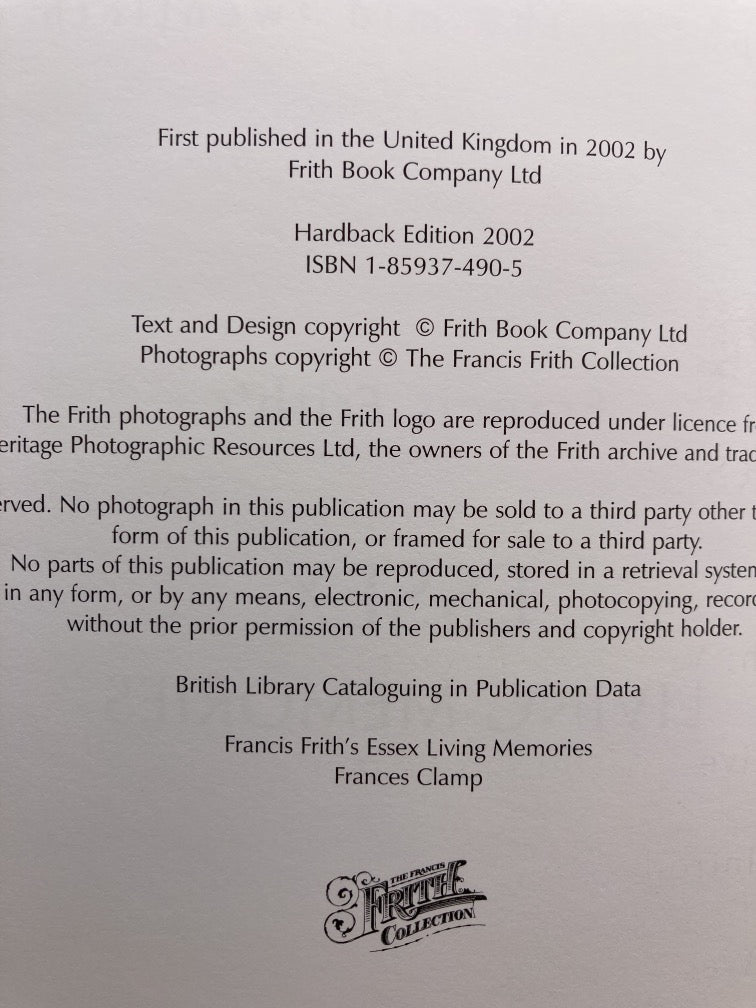 First published in the United Kingdom in 2002 by
Frith Book Company Ltd
Hardback Edition 2002
ISBN 1-85937-490-5
Text and Design copyright © Frith Book Company Ltd
Photographs copyright © The Francis Frith Collection
The Frith photographs and the Frith logo are reproduced under licence fr
eritage Photographic Resources Ltd, the owners of the Frith archive and trad
rved. No photograph in this publication may be sold to a third party other t
form of this publication, or framed for sale to a third party.
No parts of this publication may be reproduced, stored in a retrieval system
in any form, or by any means, electronic, mechanical, photocopying, record
without the prior permission of the publishers and copyright holder.
British Library Cataloguing in Publication Data
Francis Frith's Essex Living Memories
Frances Clamp
THE FRANCIS
FRITH
COLLECTION